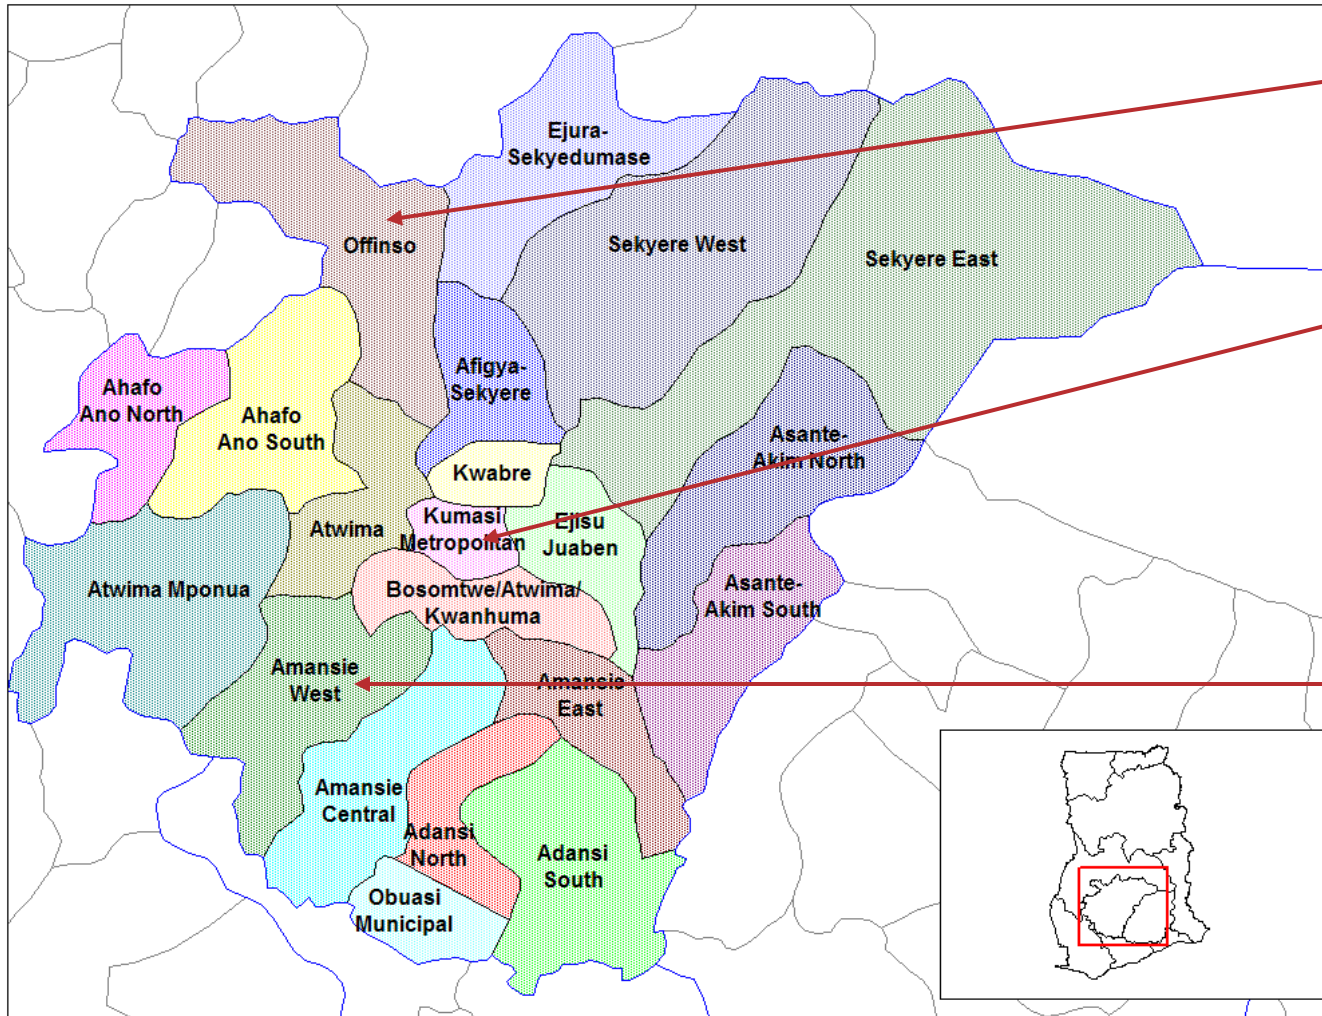 Ejura-
Sekyedumase
Offinso
Sekyere West
Sekyere East
Afigya-
Sekyere
Ahafo
Ano North
Ahafo
Ano South
Asante-
Akim North
Kwabre
Kumasi
Metropolitan
Ejisu
Juaben
Atwima
Atwima Mponua
Bosomtwe/Atwima/
Kwanhuma
Asante-
Akim South
Amansie
West
Amansie
East
Amansie
Central
Adansi
North
Adansi
South
Obuasi
Municipal